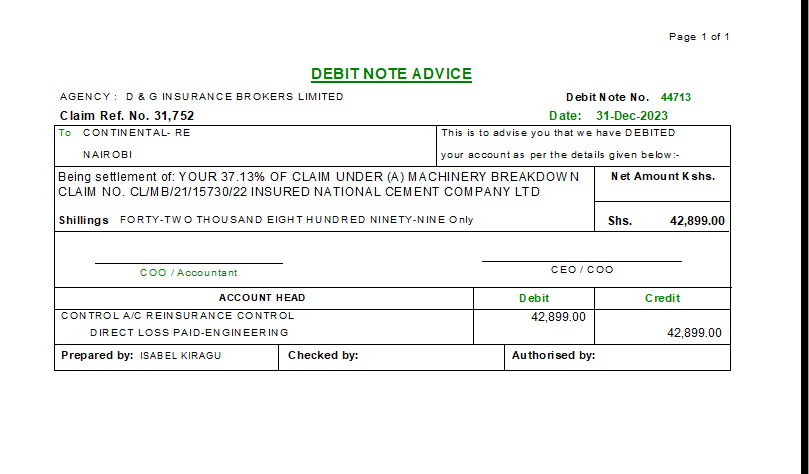 Page 1 of 1
DEBIT NOTE ADVICE
AGENCY : D & G INSURANCE BROKERS LIMITED Debit Note No. 44713
Claim Ref. No. 31,752 Date: 31-Dec-2023
To CONTINENTAL- RE This is to advise you that we have DEBITED
NAIROBI your account as per the details given below:-
Being settlement of: YOUR 37.13% OF CLAIM UNDER (A) MACHINERY BREAKDOWN Net Amount Kshs.
CLAIM NO. CL/MB/21/15730/22 INSURED NATIONAL CEMENT COMPANY LTD
Shillings FORTY-TWO THOUSAND EIGHT HUNDRED NINETY-NINE Only Shs. 42,899.00
COO / Accountant CEO / COO
ACCOUNT HEAD Debit Credit
CONTROL A/C REINSURANCE CONTROL 42,899.00
DIRECT LOSS PAID-ENGINEERING 42,899.00
Prepared by: ISABEL KIRAGU Checked by: Authorised by: